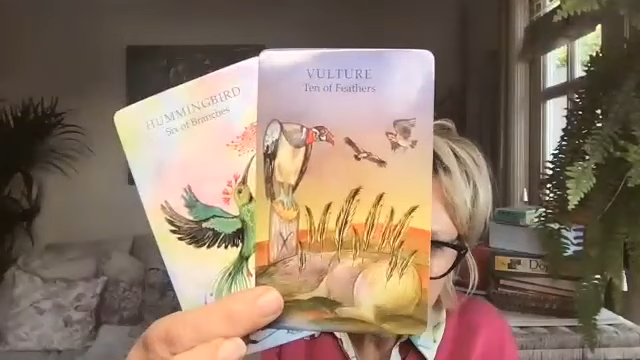 HUMMINGBIRD
Six of Branches
VULTURE
Ten of Feathers
X